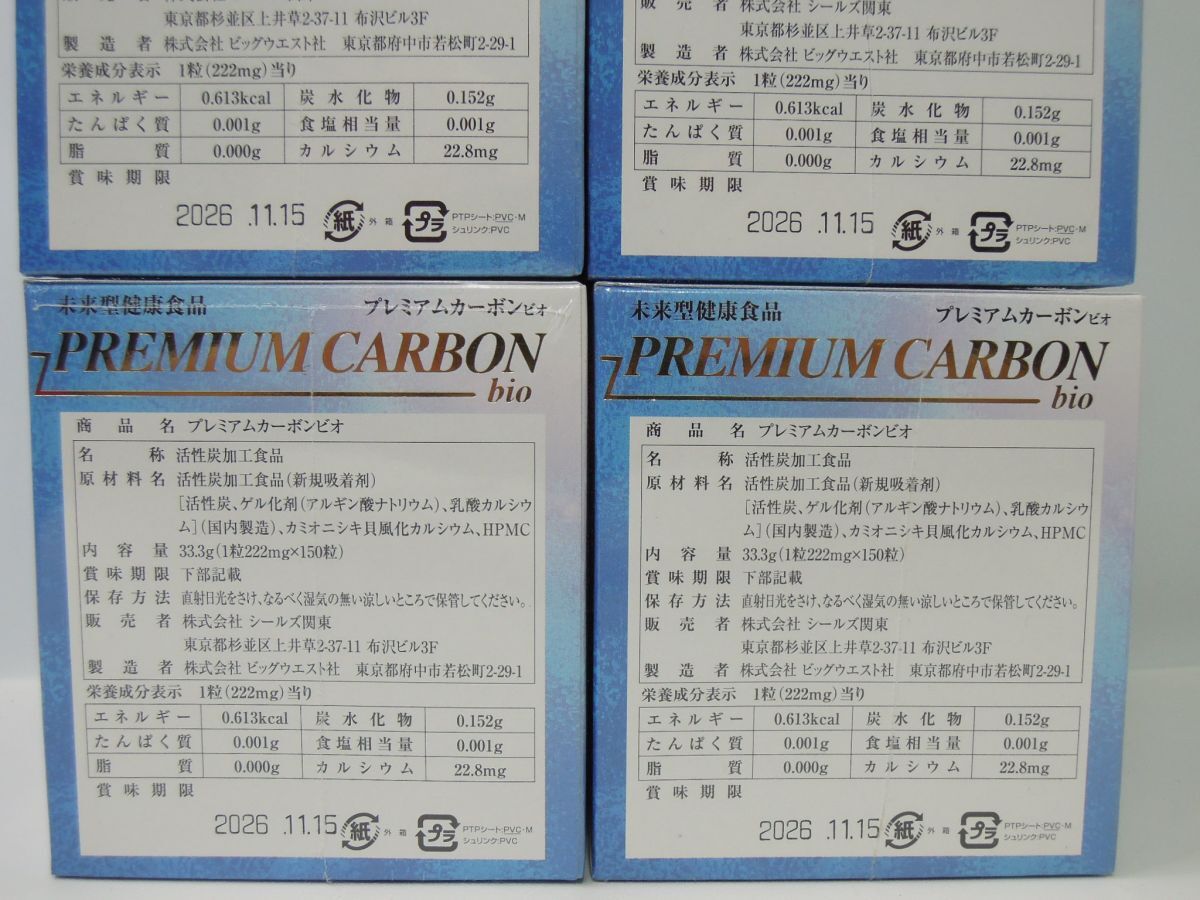 東京都杉並区上井草2-37-11 布沢ビル3F
製造者 株式会社 ビッグウエスト社 東京都府中市若松町2-29-1
栄養成分表示 1粒(222mg)当り
エネルギー 0.613kcal 炭水化物 0.152g
たんぱく質 0.001g 食塩相当量 0.001g
脂質 0.000g カルシウム 22.8mg
賞味期限
2026 .11.15 紙 外箱 プラ PTPシート:PVC・M
シュリンク:PVC
販売者 株式会社 シールズ関東
東京都杉並区上井草2-37-11 布沢ビル3F
製造者 株式会社 ビッグウエスト社 東京都府中市若松町2-29-1
栄養成分表示 1粒(222mg)当り
エネルギー 0.613kcal 炭水化物 0.152g
たんぱく質 0.001g 食塩相当量 0.001g
脂質 0.000g カルシウム 22.8mg
賞味期限
2026 .11.15 紙 外箱 プラ PTPシート:PVC・M
シュリンク:PVC
未来型健康食品 プレミアムカーボンビオ
PREMIUM CARBON
bio
商品名 プレミアムカーボンビオ
名称 活性炭加工食品
原材料名 活性炭加工食品(新規吸着剤)
[活性炭、ゲル化剤(アルギン酸ナトリウム)、乳酸カルシウ
ム](国内製造)、カミオニシキ貝風化カルシウム、HPMC
内容量 33.3g(1粒222mg×150粒)
賞味期限 下部記載
保存方法 直射日光をさけ、なるべく湿気の無い涼しいところで保管してください。
販売者 株式会社 シールズ関東
東京都杉並区上井草2-37-11 布沢ビル3F
製造者 株式会社 ビッグウエスト社 東京都府中市若松町2-29-1
栄養成分表示 1粒(222mg)当り
エネルギー 0.613kcal 炭水化物 0.152g
たんぱく質 0.001g 食塩相当量 0.001g
脂質 0.000g カルシウム 22.8mg
賞味期限
2026 .11.15 紙 外箱 プラ PTPシート:PVC・M
シュリンク:PVC
未来型健康食品 プレミアムカーボンビオ
PREMIUM CARBON
bio
商品名 プレミアムカーボンビオ
名称 活性炭加工食品
原材料名 活性炭加工食品(新規吸着剤)
[活性炭、ゲル化剤(アルギン酸ナトリウム)、乳酸カルシウ
ム](国内製造)、カミオニシキ貝風化カルシウム、HPMC
内容量 33.3g(1粒222mg×150粒)
賞味期限 下部記載
保存方法 直射日光をさけ、なるべく湿気の無い涼しいところで保管してください。
販売者 株式会社 シールズ関東
東京都杉並区上井草2-37-11 布沢ビル3F
製造者 株式会社 ビッグウエスト社 東京都府中市若松町2-29-1
栄養成分表示 1粒(222mg)当り
エネルギー 0.613kcal 炭水化物 0.152g
たんぱく質 0.001g 食塩相当量 0.001g
脂質 0.000g カルシウム 22.8mg
賞味期限
2026 .11.15 紙 外箱 プラ PTPシート:PVC・M
シュリンク:PVC